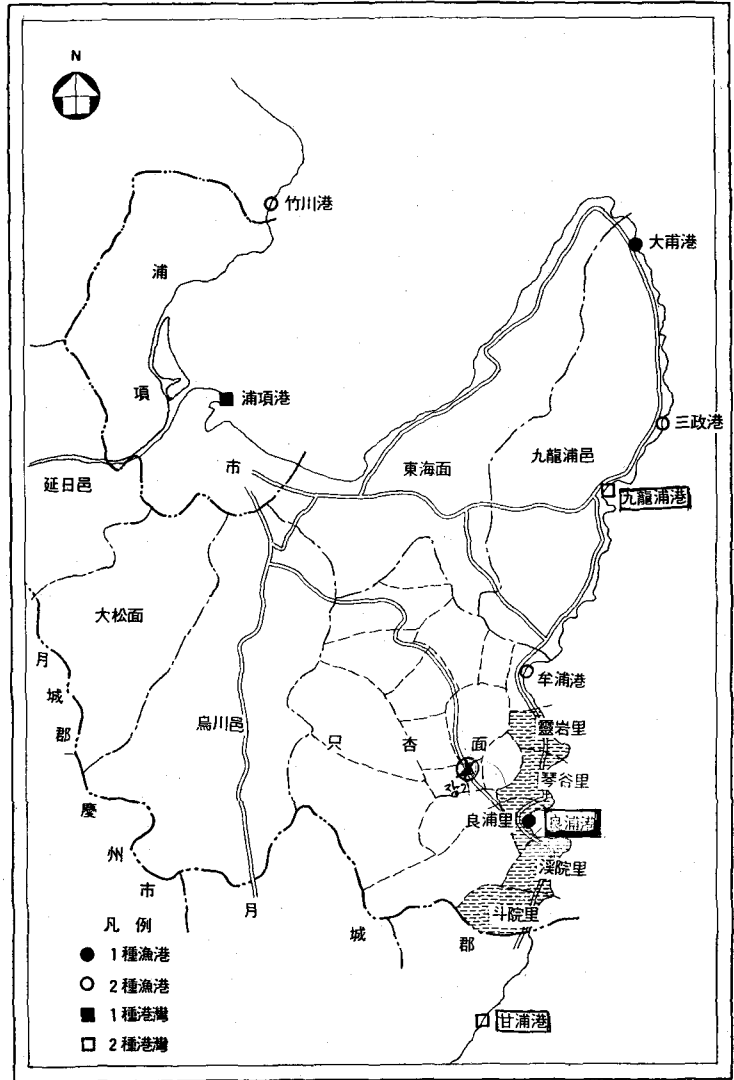 N
竹川港
大甫港
浦
項
浦項港
三政港
市
東海面
九龍浦邑
延日邑
九龍浦港
大松面
月
城
郡
牟浦港
烏川邑
只 杏 面
靈岩里
琴谷里
慶
州
市
良浦里
良浦港
溪院里
月
城
郡
斗院里
凡 例
● 1種漁港
○ 2種漁港
■ 1種港灣
□ 2種港灣
甘浦港